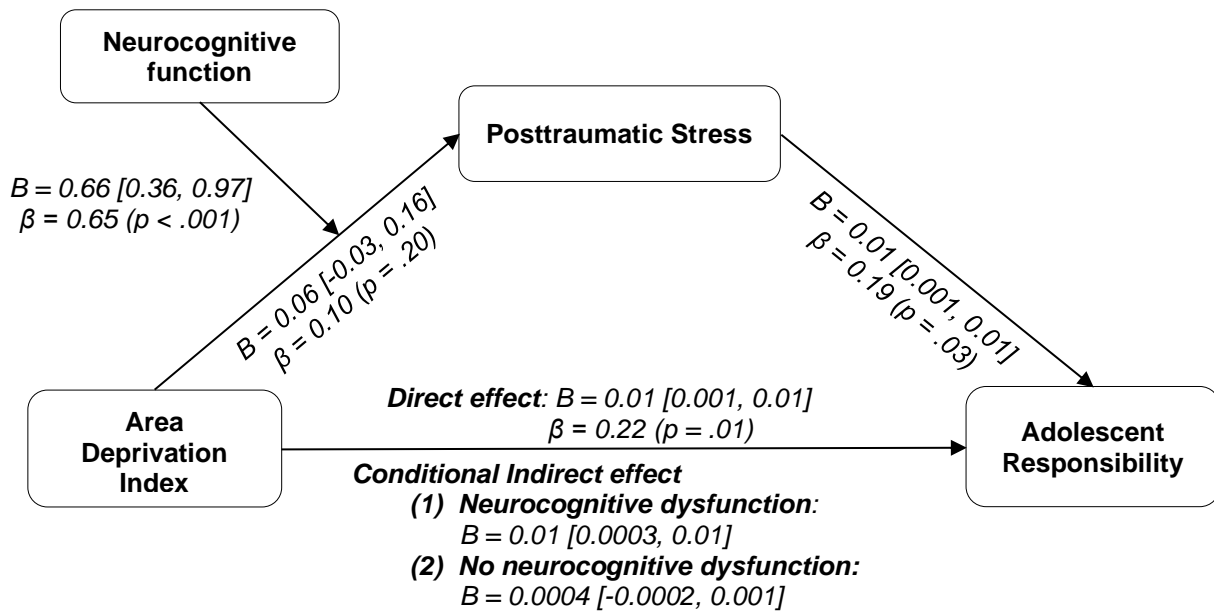 Neurocognitive
function
Posttraumatic Stress
B = 0.66 [0.36, 0.97]
β = 0.65 (p < .001)
B = 0.06 [-0.03, 0.16]
β = 0.10 (p = .20)
B = 0.01 [0.001, 0.01]
β = 0.19 (p = .03)
Area
Deprivation
Index
Direct effect: B = 0.01 [0.001, 0.01]
β = 0.22 (p = .01)
Adolescent
Responsibility
Conditional Indirect effect
(1) Neurocognitive dysfunction:
B = 0.01 [0.0003, 0.01]
(2) No neurocognitive dysfunction:
B = 0.0004 [-0.0002, 0.001]